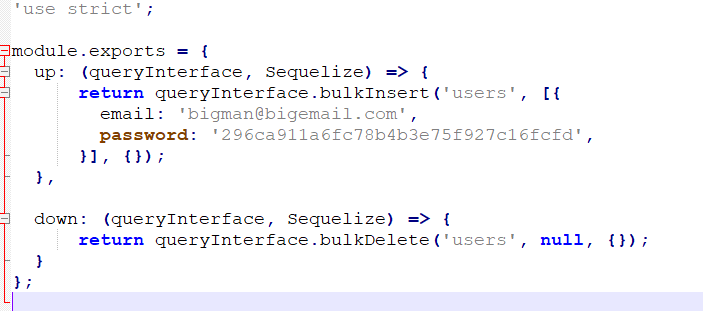 'use strict';
module.exports = {
up: (queryInterface, Sequelize) => {
return queryInterface.bulkInsert('users', [{
email: 'bigman@bigemail.com',
password: '296ca911a6fc78b4b3e75f927c16fcfd',
}], {});
},
down: (queryInterface, Sequelize) => {
return queryInterface.bulkDelete('users', null, {});
}
};